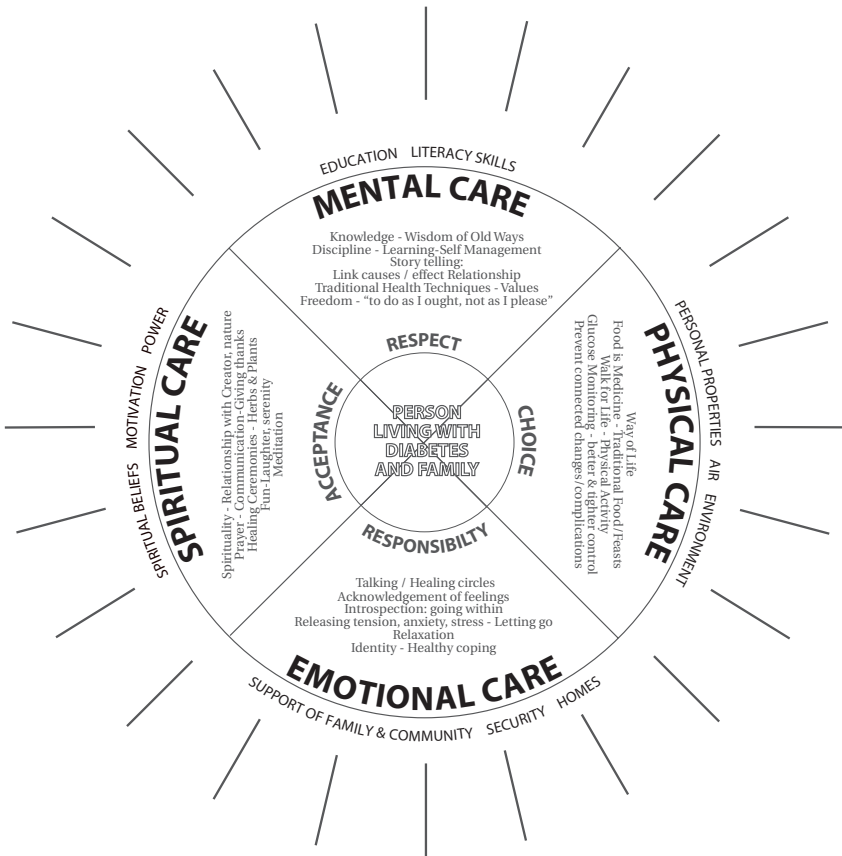 EDUCATION LITERACY SKILLS
MENTAL CARE
Knowledge - Wisdom of Old Ways
Discipline - Learning-Self Management
Story telling:
Link causes / effect Relationship
Traditional Health Techniques - Values
Freedom - “to do as I ought, not as I please”
RESPECT
PERSONAL PROPERTIES AIR ENVIRONMENT
PHYSICAL CARE
Way of Life
Food is Medicine - Traditional Food/Feasts
Walk for Life - Physical Activity
Glucose Monitoring - better & tighter control
Prevent connected changes/complications
CHOICE
PERSON
LIVING WITH
DIABETES
AND FAMILY
SPIRITUAL BELIEFS MOTIVATION POWER
SPIRITUAL CARE
Spirituality - Relationship with Creator, nature
Prayer - Communication-Giving thanks
Healing Ceremonies - Herbs & Plants
Fun-Laughter, serenity
Meditation
ACCEPTANCE
RESPONSIBILTY
Talking / Healing circles
Acknowledgement of feelings
Introspection: going within
Releasing tension, anxiety, stress - Letting go
Relaxation
Identity - Healthy coping
EMOTIONAL CARE
SUPPORT OF FAMILY & COMMUNITY SECURITY HOMES